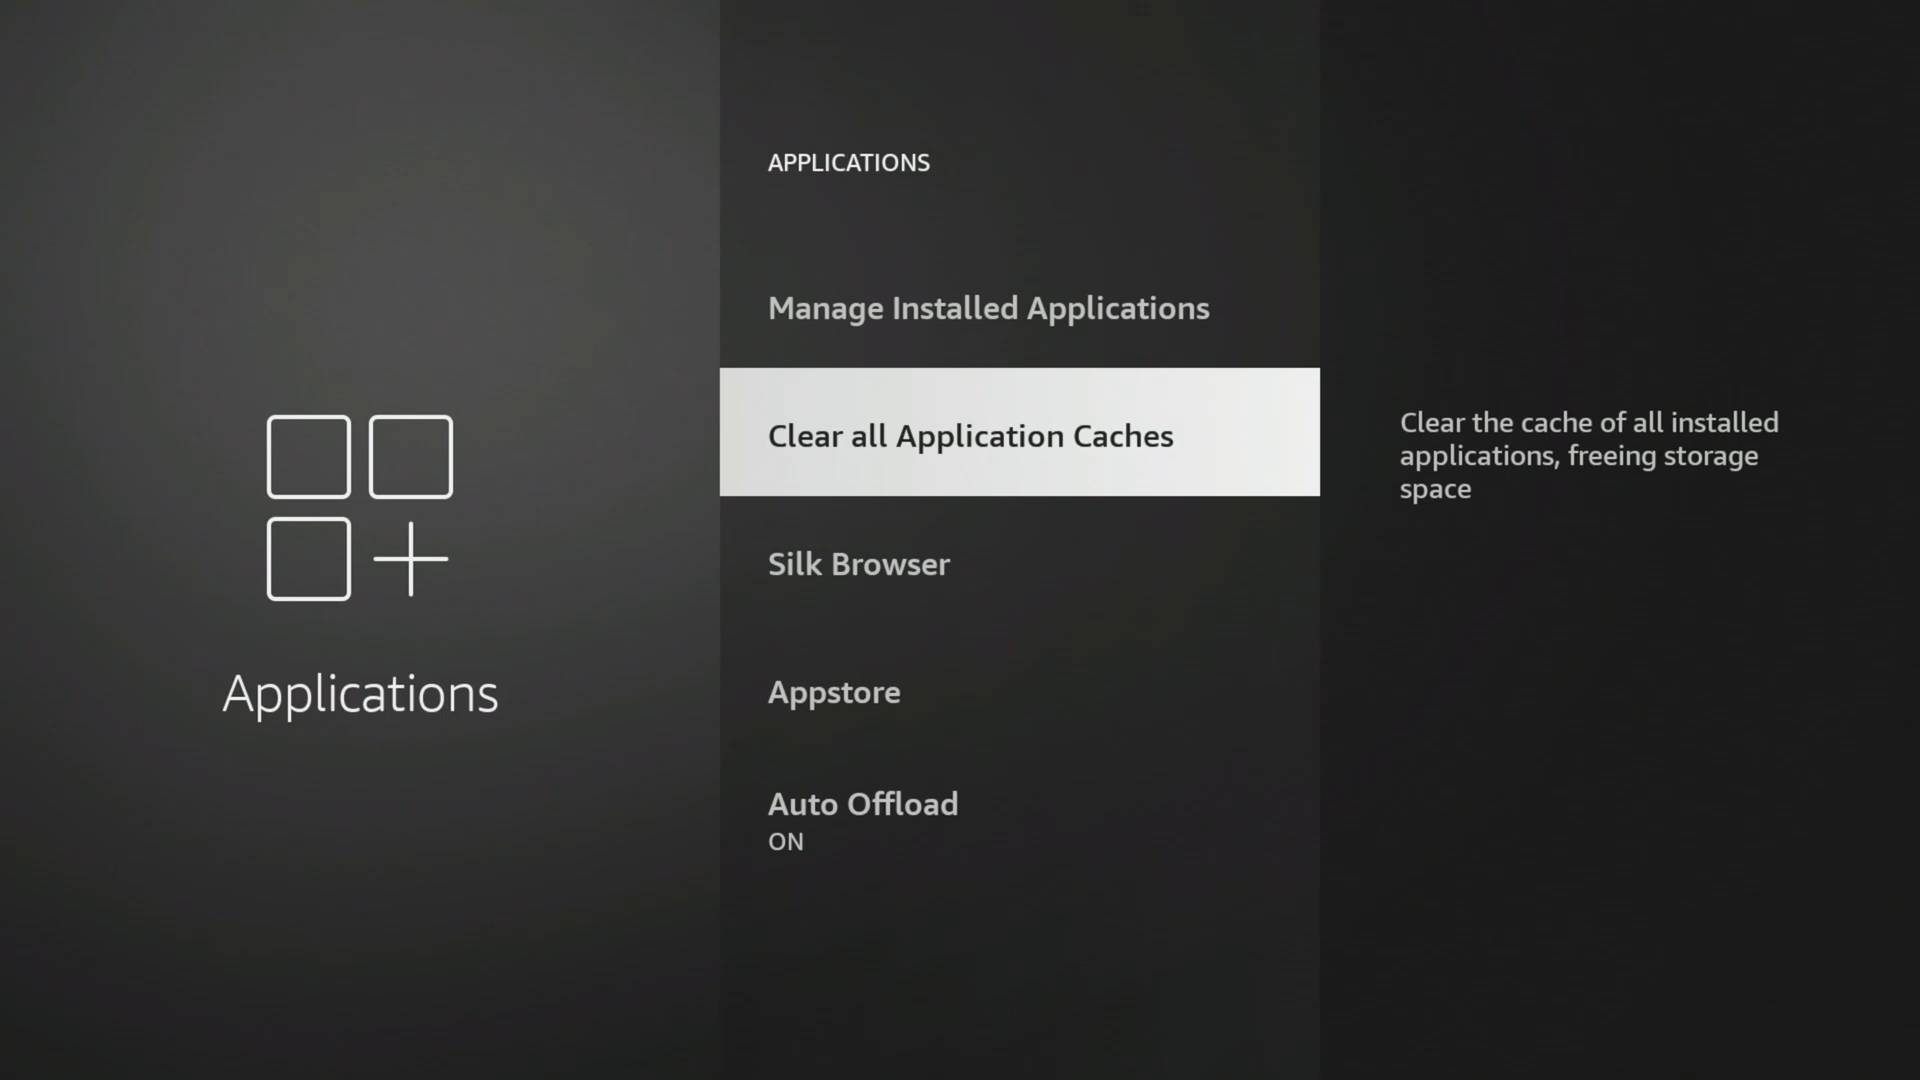 Applications
APPLICATIONS
Manage Installed Applications
Clear all Application Caches
Silk Browser
Appstore
Auto Offload
ON
Clear the cache of all installed
applications, freeing storage
space